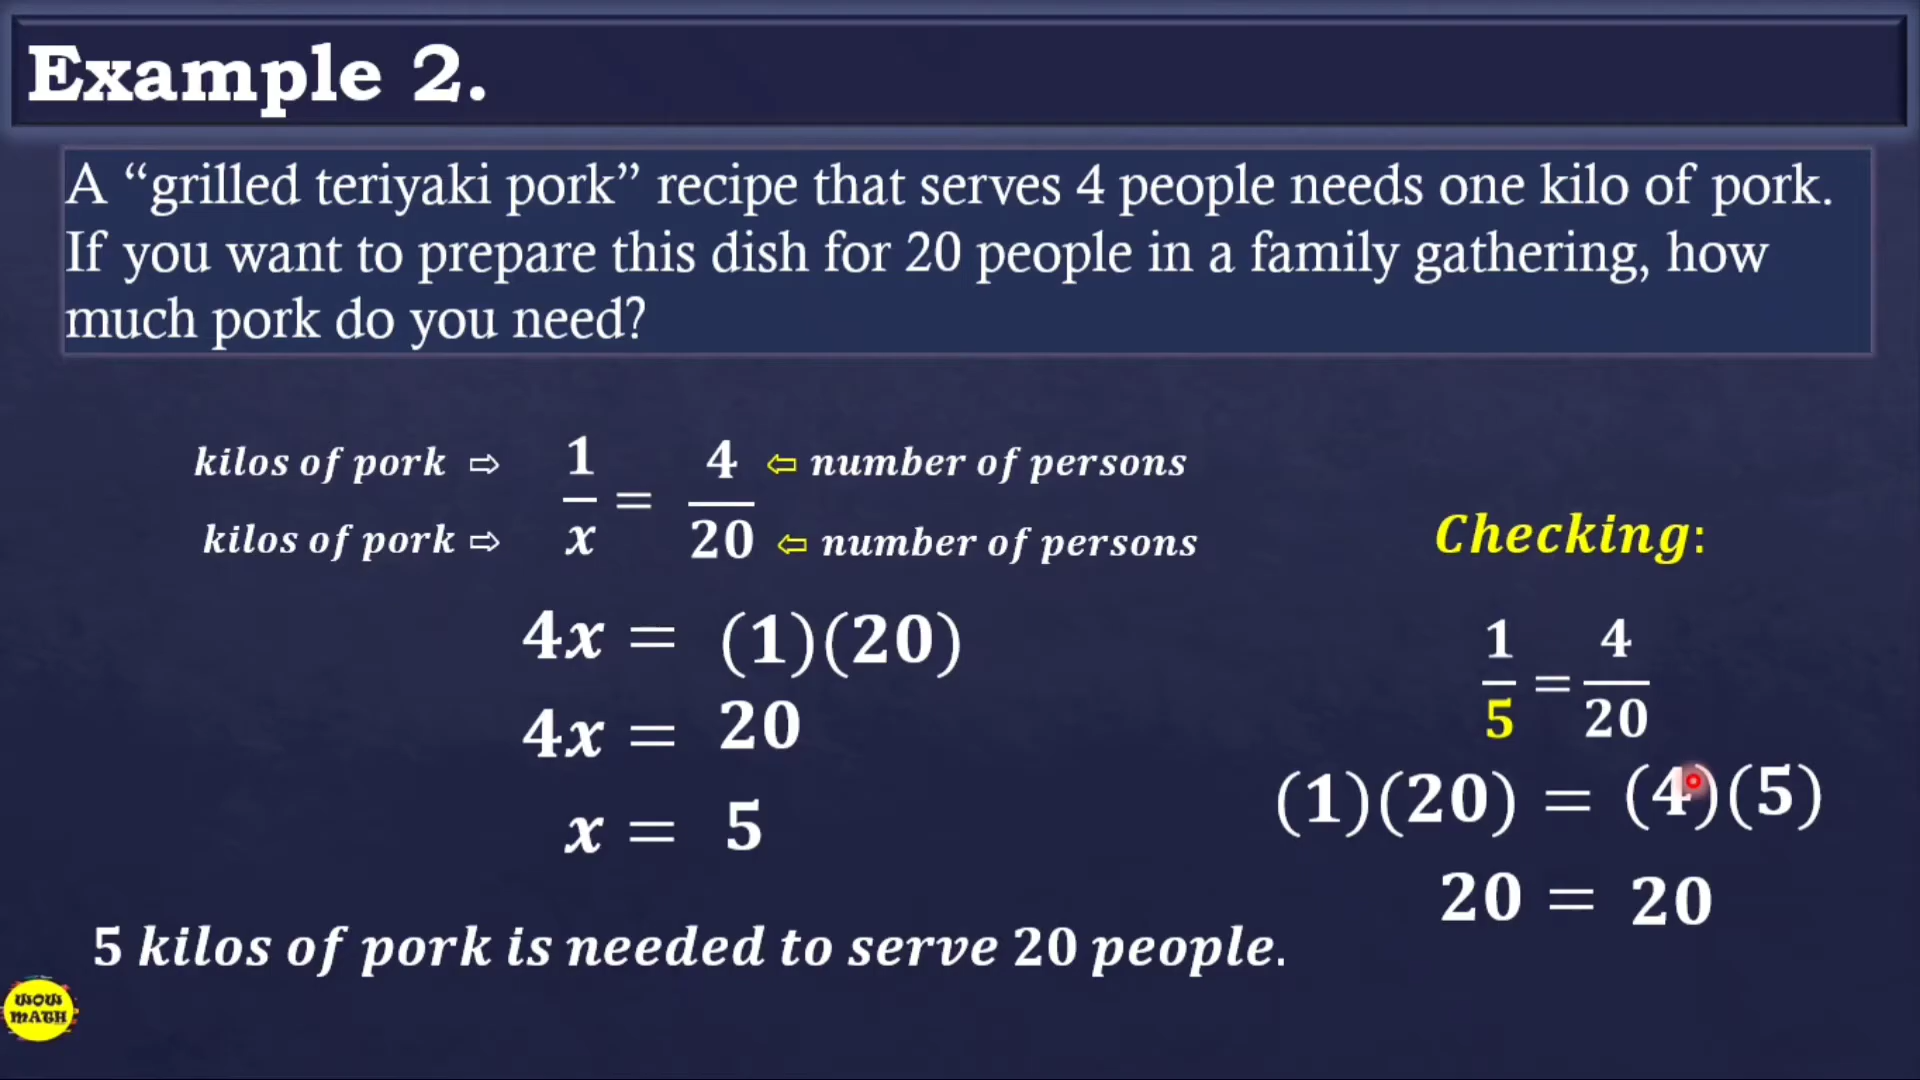 Example 2.
A “grilled teriyaki pork” recipe that serves 4 people needs one kilo of pork.
If you want to prepare this dish for 20 people in a family gathering, how
much pork do you need?
kilos of pork ⇨ 1/x = 4/20 ⇦ number of persons
kilos of pork ⇨ ⇦ number of persons
4x = (1)(20)
4x = 20
x = 5
5 kilos of pork is needed to serve 20 people.
Checking:
1/5 = 4/20
(1)(20) = (4)(5)
20 = 20
WOW
MATH